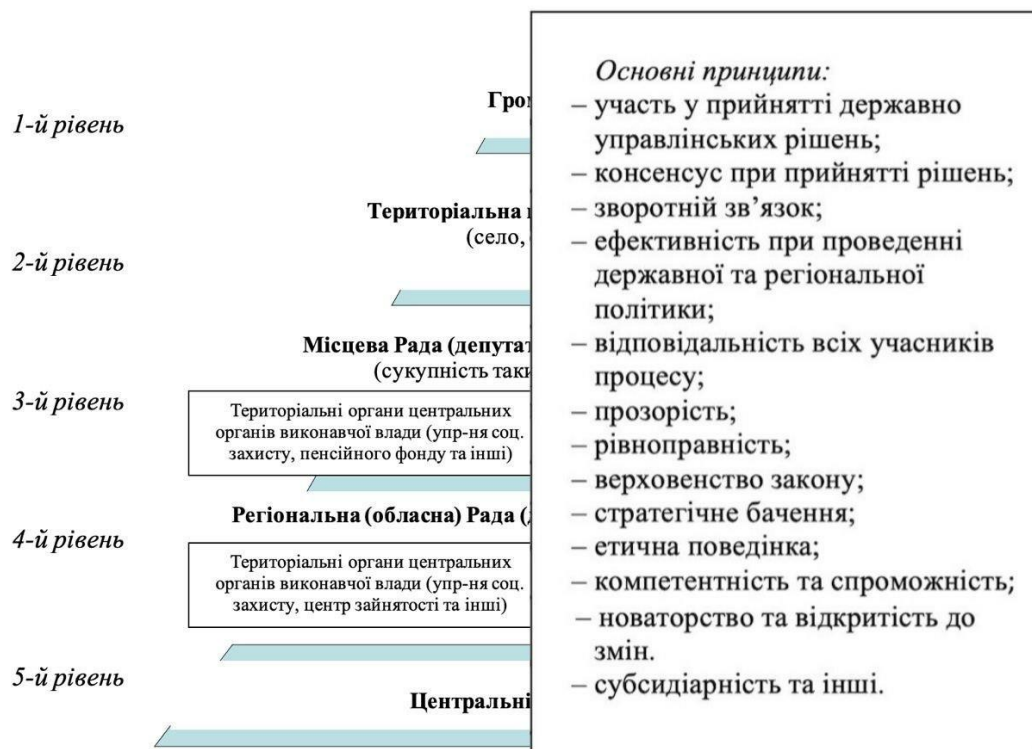 1-й рівень
Територіальна
(село,
2-й рівень
Місцева Рада
(сукупність
3-й рівень
Територіальні органи центральних
органів виконавчої влади (упр-ня соц.
захисту, пенсійного фонду та інші)
Регіональна (обласна) Рада
4-й рівень
Територіальні органи центральних
органів виконавчої влади (упр-ня соц.
захисту, центр зайнятості та інші)
5-й рівень
Центральні
Основні принципи:
– участь у прийнятті державно
управлінських рішень;
– консенсус при прийнятті рішень;
– зворотній зв’язок;
– ефективність при проведенні
державної та регіональної
політики;
– відповідальність всіх учасників
процесу;
– прозорість;
– рівноправність;
– верховенство закону;
– стратегічне бачення;
– етична поведінка;
– компетентність та спроможність;
– новаторство та відкритість до
змін.
– субсидіарність та інші.